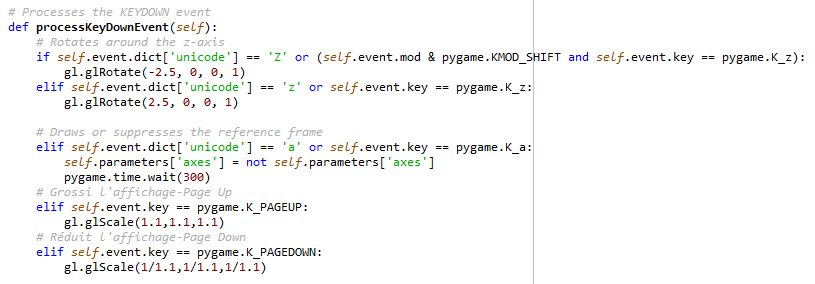 # Processes the KEYDOWN event
def processKeyDownEvent(self):
# Rotates around the z-axis
if self.event.dict['unicode'] == 'Z' or (self.event.mod & pygame.KMOD_SHIFT and self.event.key == pygame.K_z):
gl.glRotate(-2.5, 0, 0, 1)
elif self.event.dict['unicode'] == 'z' or self.event.key == pygame.K_z:
gl.glRotate(2.5, 0, 0, 1)
# Draws or suppresses the reference frame
elif self.event.dict['unicode'] == 'a' or self.event.key == pygame.K_a:
self.parameters['axes'] = not self.parameters['axes']
pygame.time.wait(300)
# Grossi l'affichage-Page Up
elif self.event.key == pygame.K_PAGEUP:
gl.glScale(1.1,1.1,1.1)
# Réduit l'affichage-Page Down
elif self.event.key == pygame.K_PAGEDOWN:
gl.glScale(1/1.1,1/1.1,1/1.1)